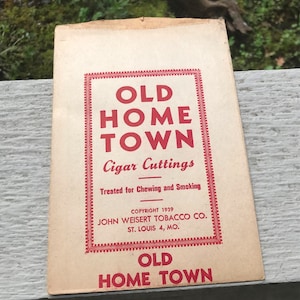 OLD
HOME
TOWN
Cigar Cuttings
Treated for Chewing and Smoking
COPYRIGHT 1939
JOHN WEISERT TOBACCO CO.
ST. LOUIS 4, MO.
OLD
HOME TOWN